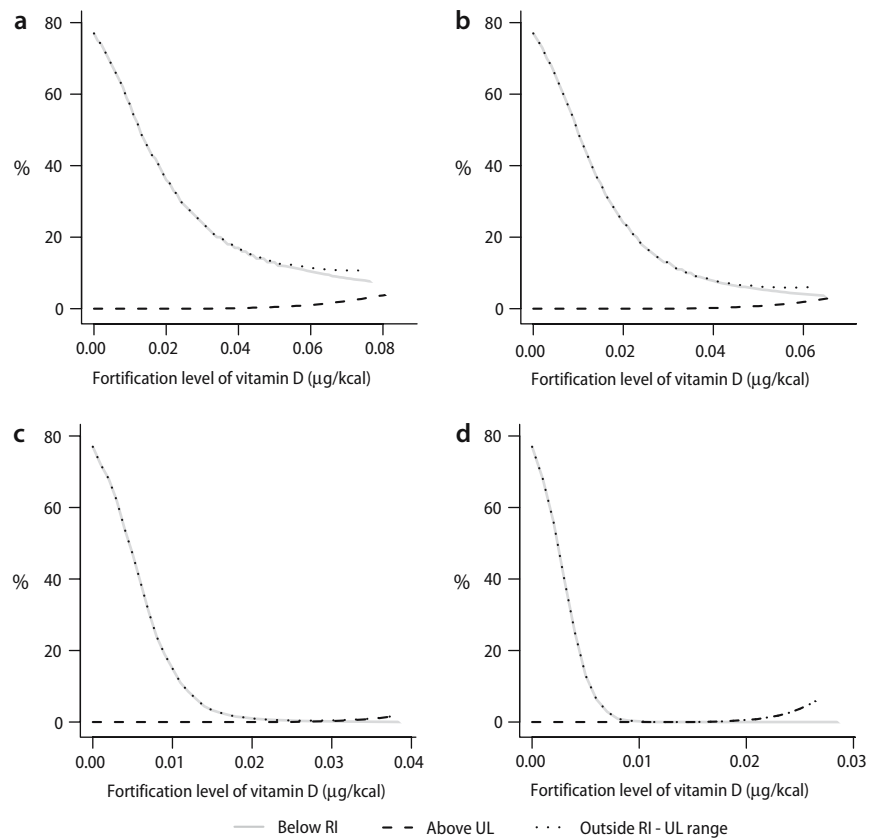 a
80
60
%
40
20
0
0.00 0.02 0.04 0.06 0.08
Fortification level of vitamin D (μg/kcal)
b
80
60
%
40
20
0
0.00 0.02 0.04 0.06
Fortification level of vitamin D (μg/kcal)
c
80
60
%
40
20
0
0.00 0.01 0.02 0.03 0.04
Fortification level of vitamin D (μg/kcal)
d
80
60
%
40
20
0
0.00 0.01 0.02 0.03
Fortification level of vitamin D (μg/kcal)
Below RI Above UL Outside RI - UL range